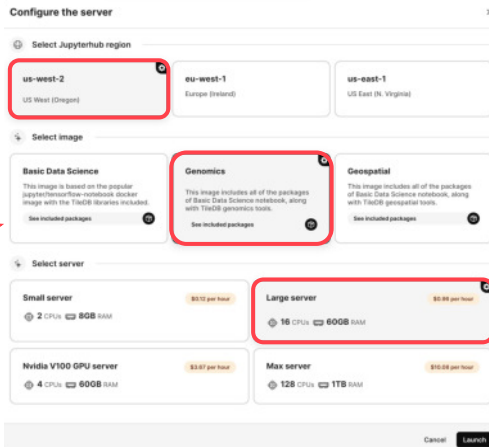 Configure the server
Select Jupyterhub region
us-west-2
US West (Oregon)
eu-west-1
Europe (Ireland)
us-east-1
US East (N. Virginia)
Select image
Basic Data Science
This image is based on the popular
jupyter/tensorflow-notebook docker
image with the TileDB libraries included.
See included packages
Genomics
This image includes all of the packages
of Basic Data Science notebook, along
with TileDB genomics tools.
See included packages
Geospatial
This image includes all of the packages
of Basic Data Science notebook, along
with TileDB geospatial tools.
See included packages
Select server
Small server
$0.12 per hour
2 CPUs 8GB RAM
Large server
per hour
16 CPUs 60GB RAM
Nvidia V100 GPU server
$3.67 per hour
4 CPUs 60GB RAM
Max server
per hour
128 CPUs 1TB RAM
Cancel
Launch